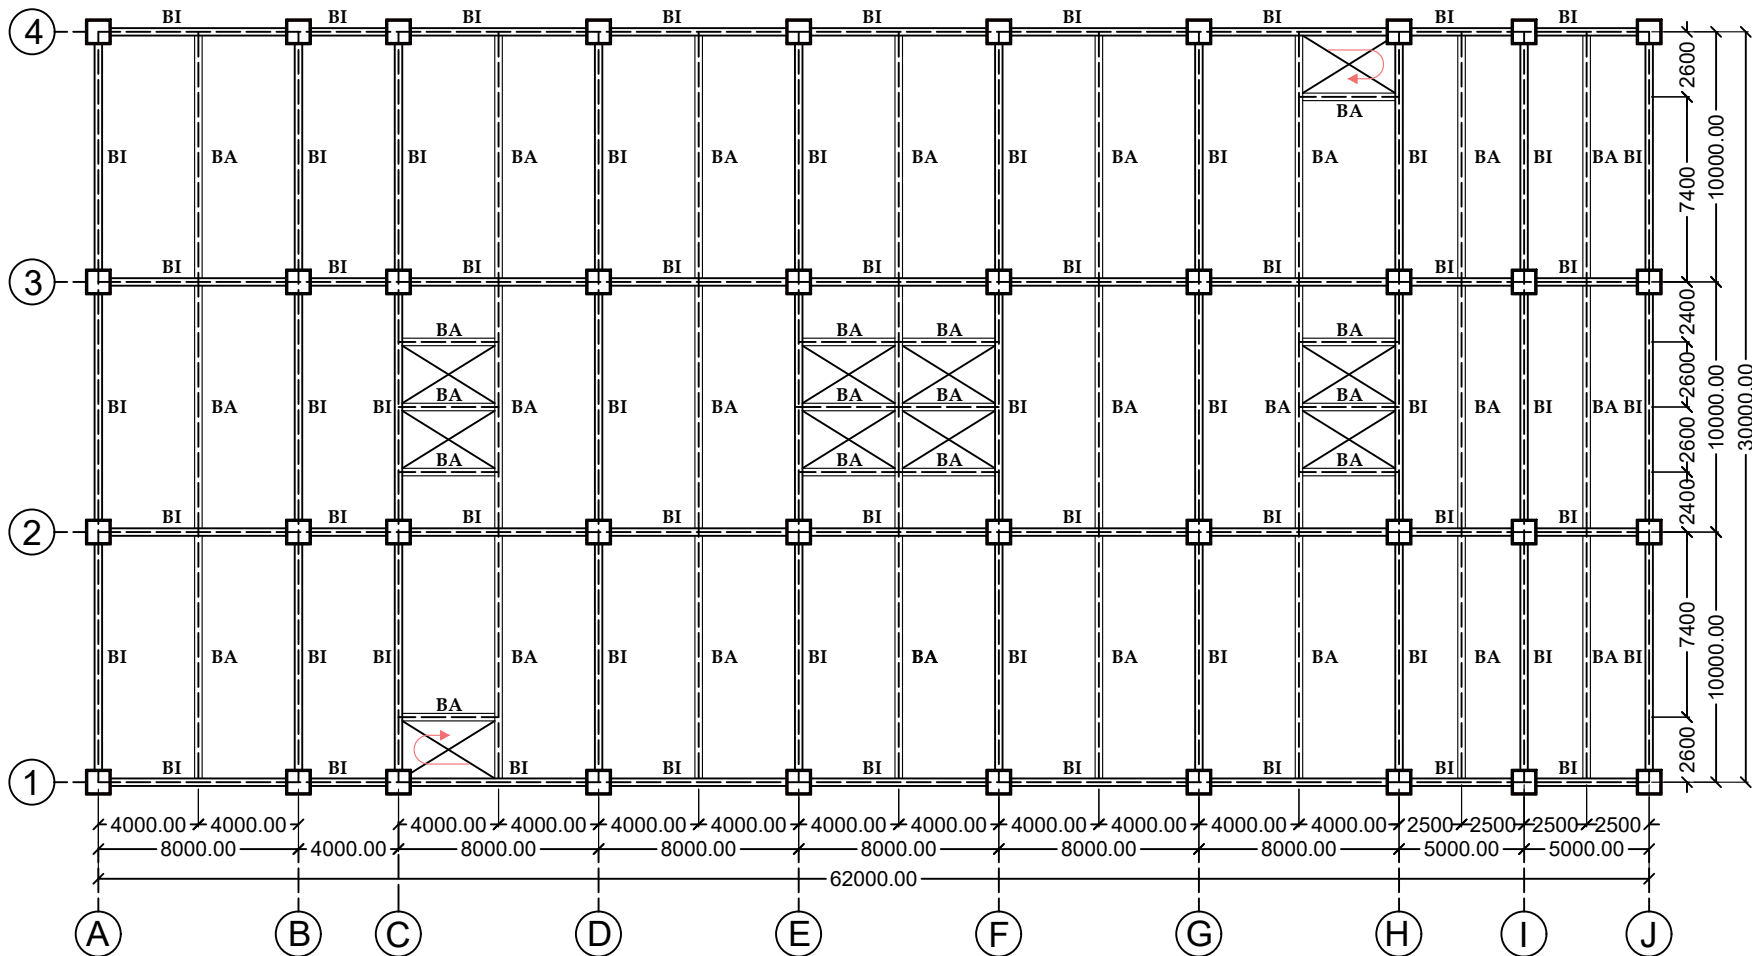 4 BI BI BI BI BI BI BI BI BI BI
2600
BA
BI BA BI BI BA BI BA BI BA BI BA BI BA BI BA BI BA BI
7400 10000.00
3 BI BI BI BI BI BI BI BI BI BI
2400
BA BA BA BA
2600
BI BA BI BI BA BA BI BA BA BA BI BA BI BA BA BI BA BI BA BI
10000.00 30000.00
2600
BA BA BA BA
2400
2 BI BI BI BI BI BI BI BI BI BI
BI BA BI BI BA BI BA BI BA BI BA BI BA BI BA BI BA BI
7400 10000.00
BA
2600
1 BI BI BI BI BI BI BI BI BI
4000.00 4000.00 4000.00 4000.00 4000.00 4000.00 4000.00 4000.00 4000.00 4000.00 4000.00 4000.00 2500 2500 2500 2500
8000.00 4000.00 8000.00 8000.00 8000.00 8000.00 8000.00 5000.00 5000.00
62000.00
A B C D E F G H I J